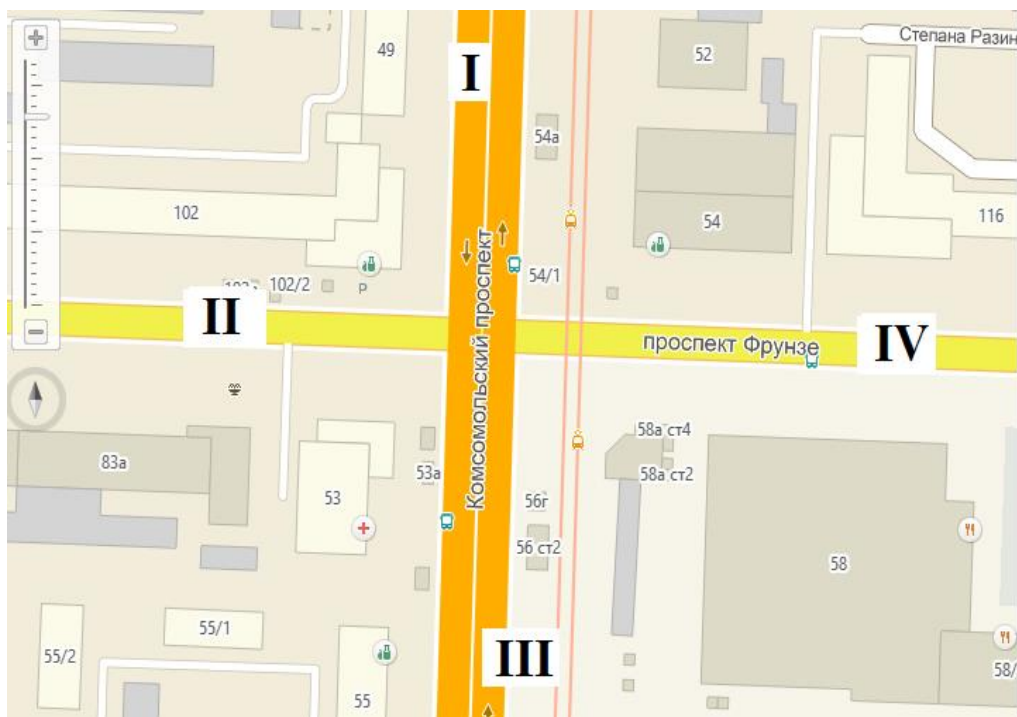 I
49
52
Степана Разин
54а
102
54
116
102/2
54/1
P
II
проспект Фрунзе
IV
Комсомольский проспект
58а ст4
83а
53а
58а ст2
53
56г
56 ст2
58
55/1
55/2
III
55
58/